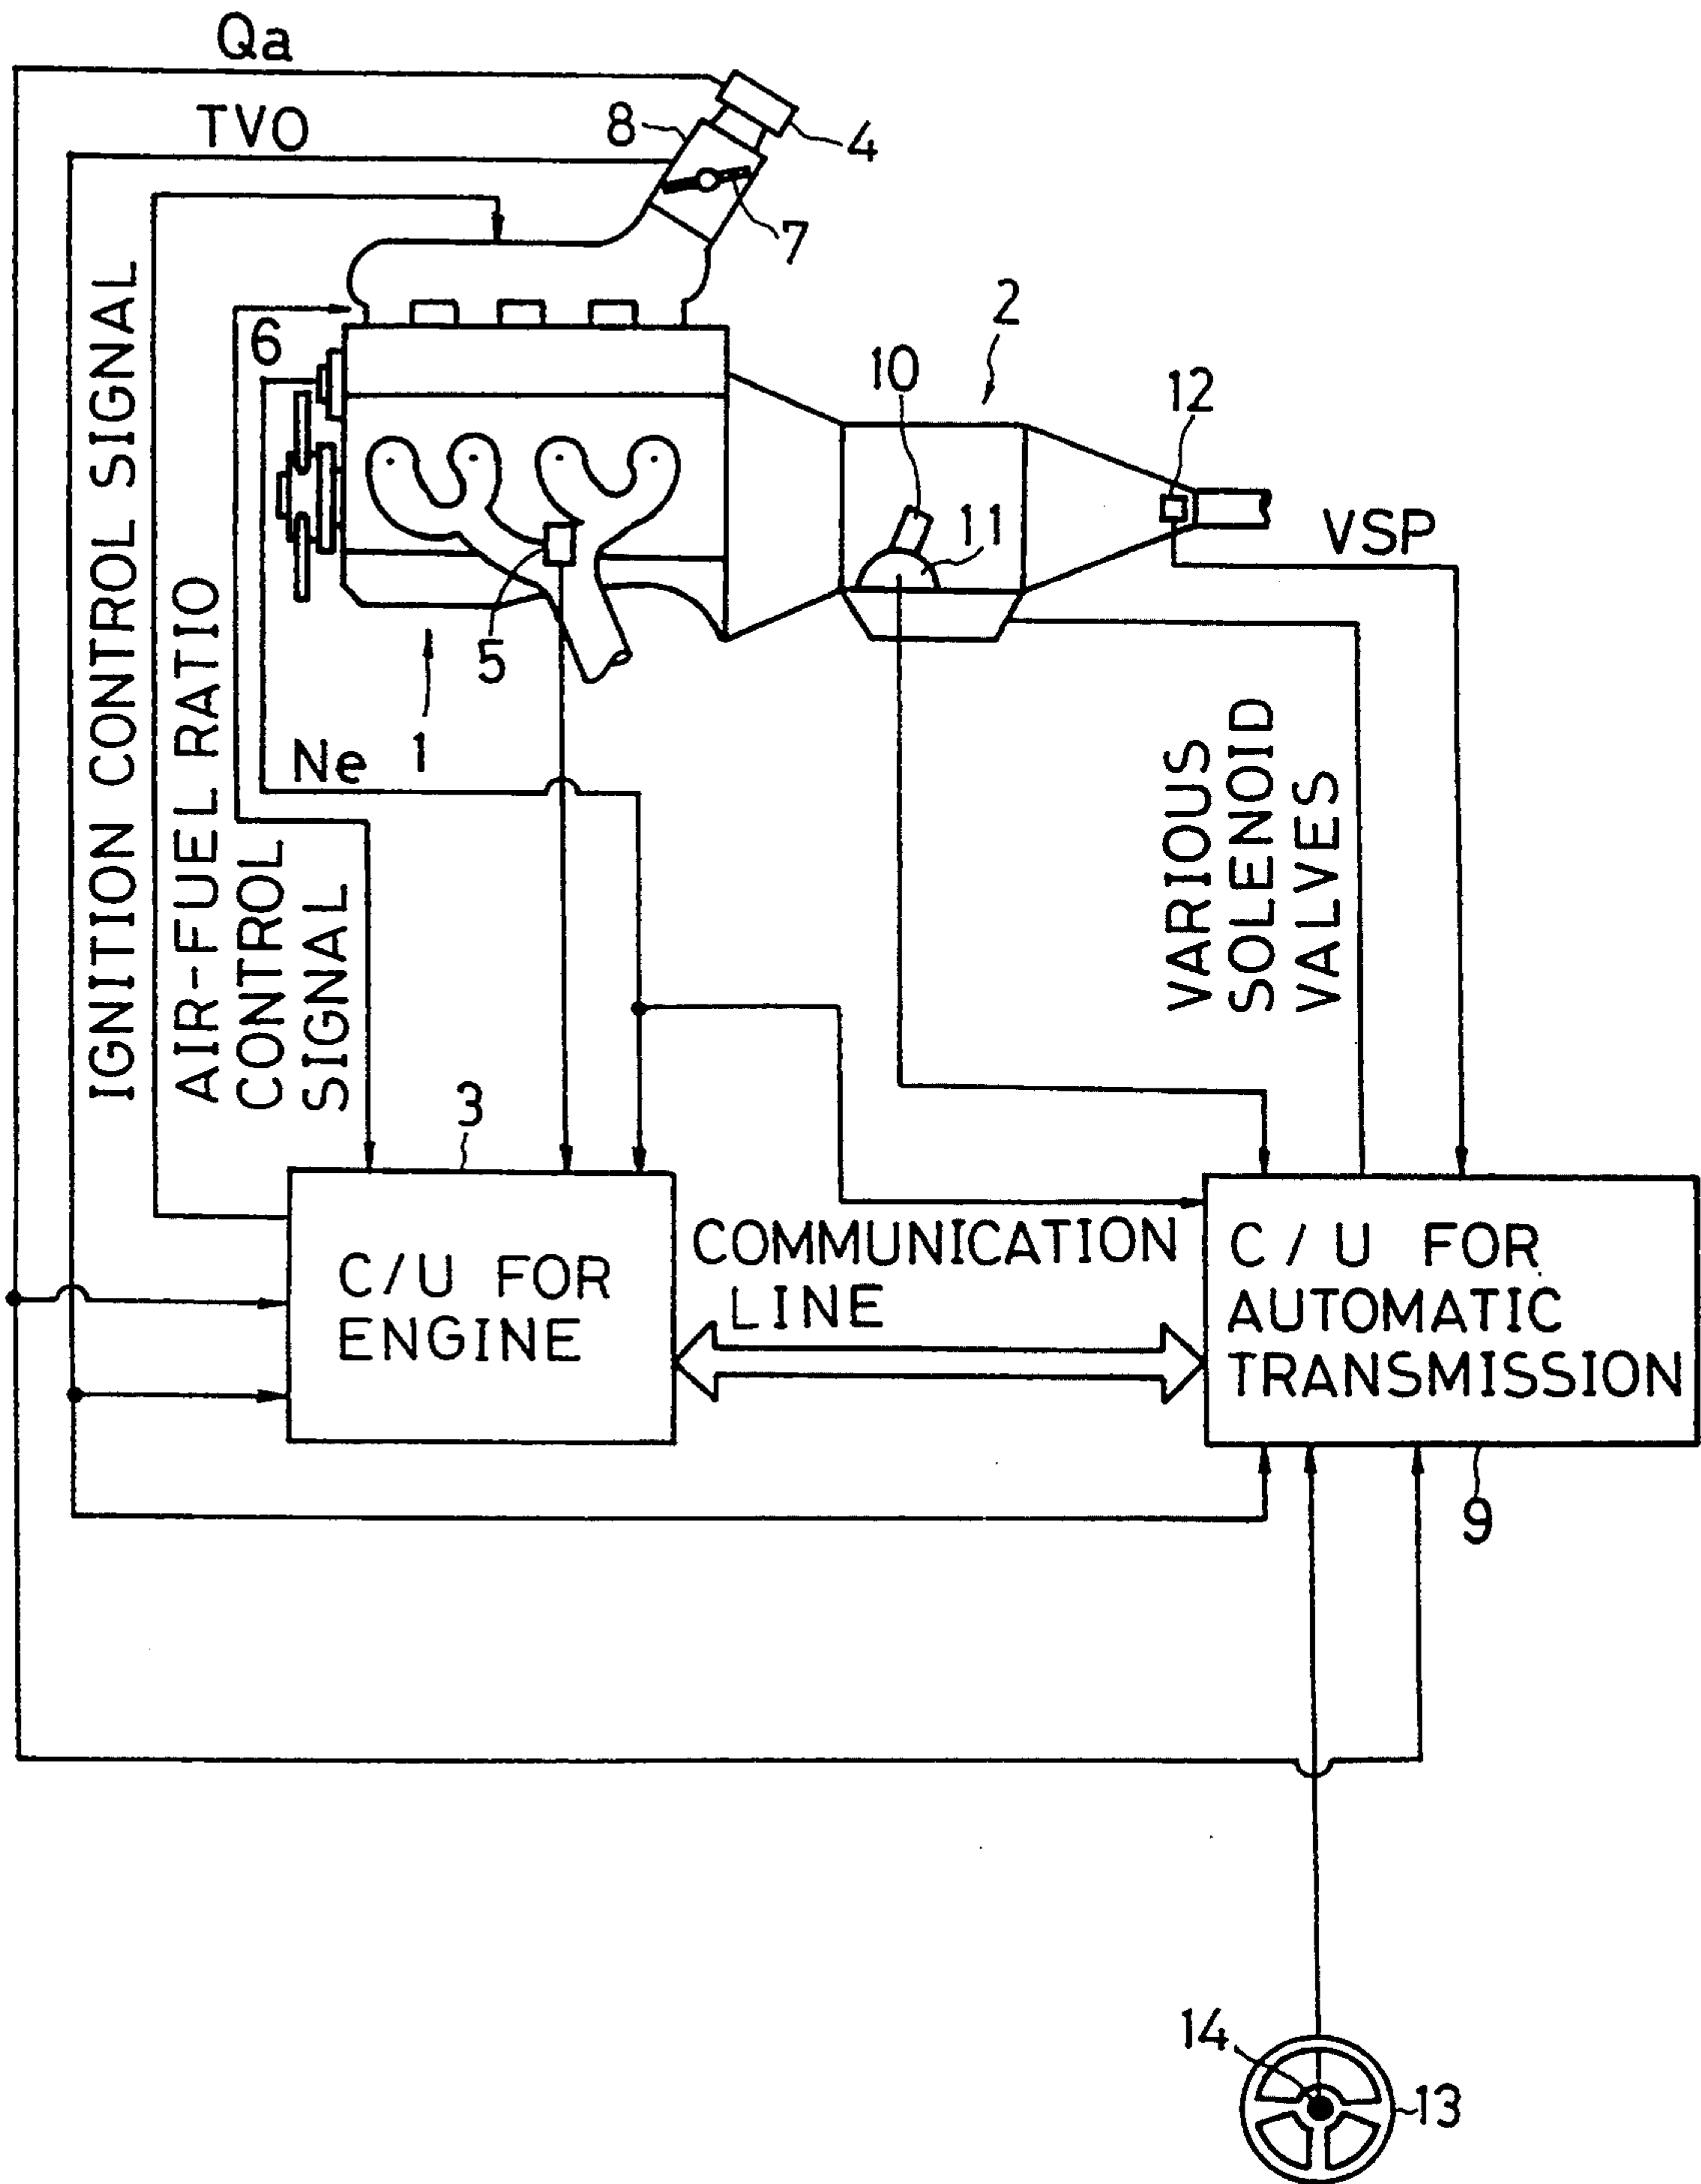 Qa
TVO
8
4
7
6
2
10
12
11
VSP
5
1
Ne
IGNITION CONTROL SIGNAL
AIR-FUEL RATIO
CONTROL
SIGNAL
VARIOUS
SOLENOID
VALVES
3
C/U FOR
ENGINE
COMMUNICATION
LINE
C/U FOR
AUTOMATIC
TRANSMISSION
9
14
13